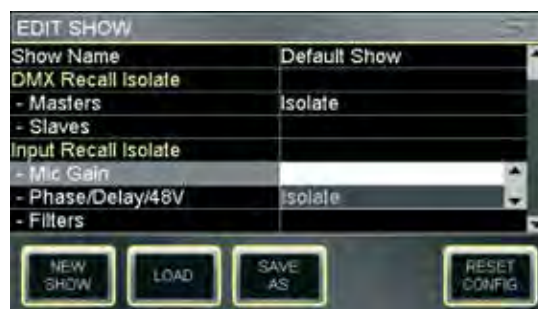 EDIT SHOW
Show Name Default Show
DMX Recall Isolate
- Masters Isolate
- Slaves
Input Recall Isolate
- Mic Gain
- Phase/Delay/48V Isolate
- Filters
NEW SHOW
LOAD
SAVE AS
RESET CONFIG